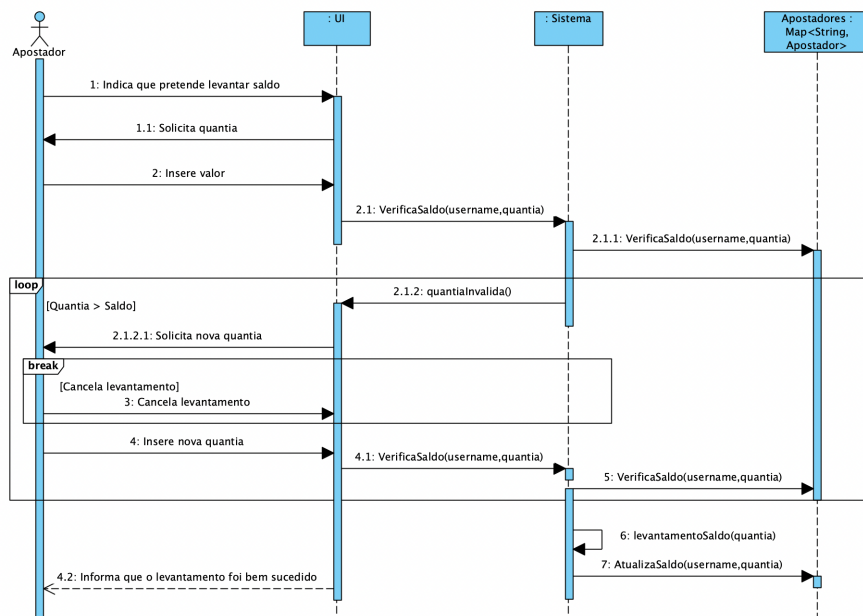 : UI
: Sistema
Apostadores :
Map<String,
Apostador>
Apostador
1: Indica que pretende levantar saldo
1.1: Solicita quantia
2: Insere valor
2.1: VerificaSaldo(username,quantia)
2.1.1: VerificaSaldo(username,quantia)
loop
2.1.2: quantiaInvalida()
[Quantia > Saldo]
2.1.2.1: Solicita nova quantia
break
[Cancela levantamento]
3: Cancela levantamento
4: Insere nova quantia
4.1: VerificaSaldo(username,quantia)
5: VerificaSaldo(username,quantia)
6: levantamentoSaldo(quantia)
7: AtualizaSaldo(username,quantia)
4.2: Informa que o levantamento foi bem sucedido